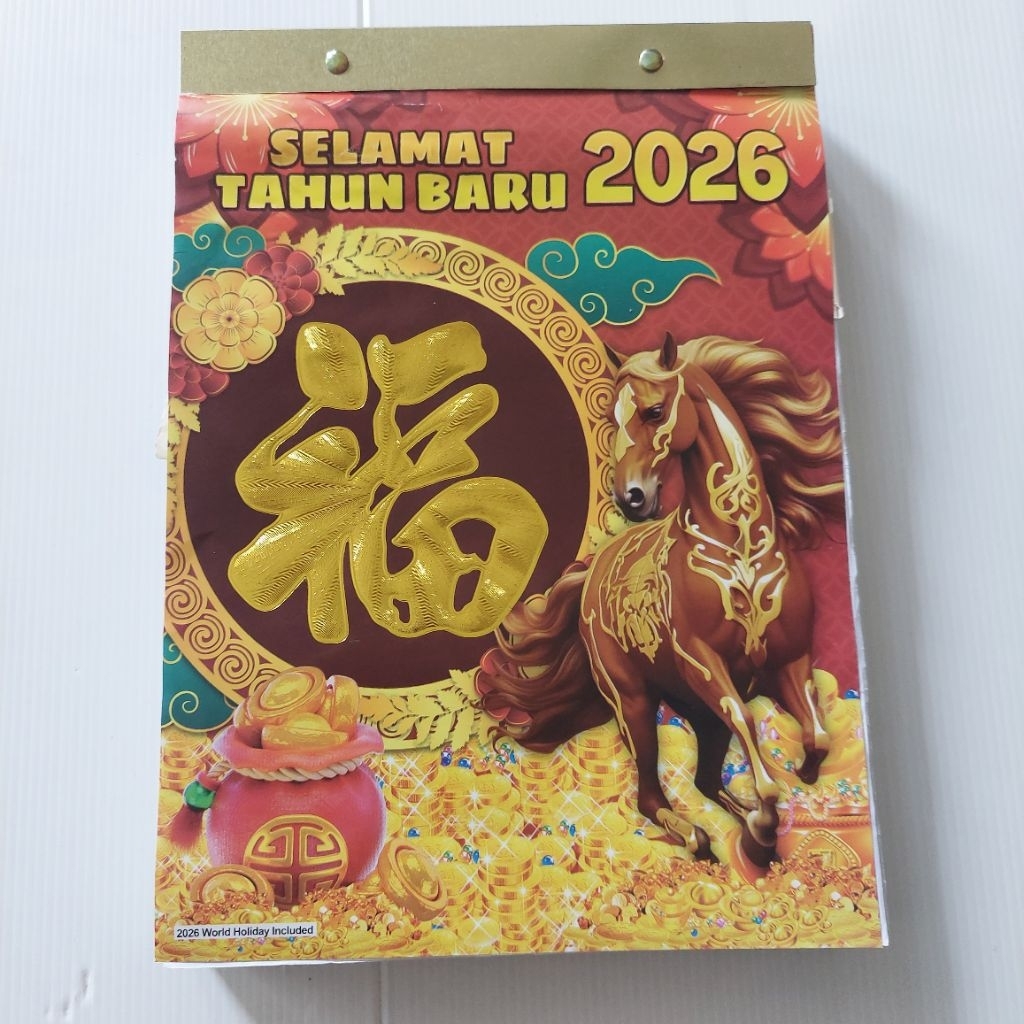 SELAMAT
TAHUN BARU 2026
福
2026 World Holiday Included